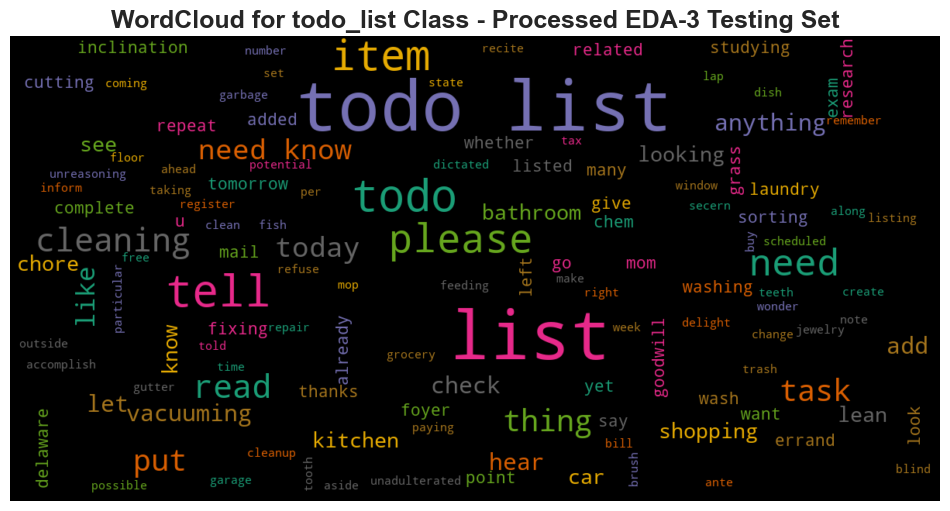 WordCloud for todo_list Class - Processed EDA-3 Testing Set
inclination number item recite related studying research
cutting coming set state lap exam
garbage added todo list dish
repeat anything remember
see need know whether tax looking grass
floor potential dictated listed many
unreasoning ahead tomorrow window laundry
inform taking per todo give
complete register bathroom secern along listing
u clean fish chem sorting
cleaning today please buy scheduled
mail go mom need
chore free refuse left make
like particular tell mop feeding right washing teeth create
wonder
fixing repair list week delight change note jewelry
know told already goodwill
outside grocery add
accomplish time check trash
gutter read thanks yet wash task
let vacuuming foyer thing say want lean look
delaware kitchen paying shopping errand
put cleanup hear bill
tooth point car brush blind
possible garage aside unadulterated ante